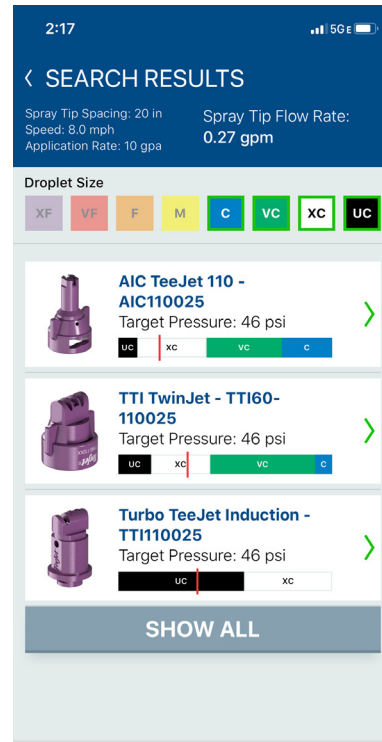 2:17 5G E
SEARCH RESULTS
Spray Tip Spacing: 20 in
Speed: 8.0 mph
Application Rate: 10 gpa
Spray Tip Flow Rate:
0.27 gpm
Droplet Size
XF VF F M C VC XC UC
AIC TeeJet 110 -
AIC110025
Target Pressure: 46 psi
UC XC VC C
TTI TwinJet - TTI60-
110025
Target Pressure: 46 psi
UC XC VC C
Turbo TeeJet Induction -
TTI110025
Target Pressure: 46 psi
UC XC
SHOW ALL